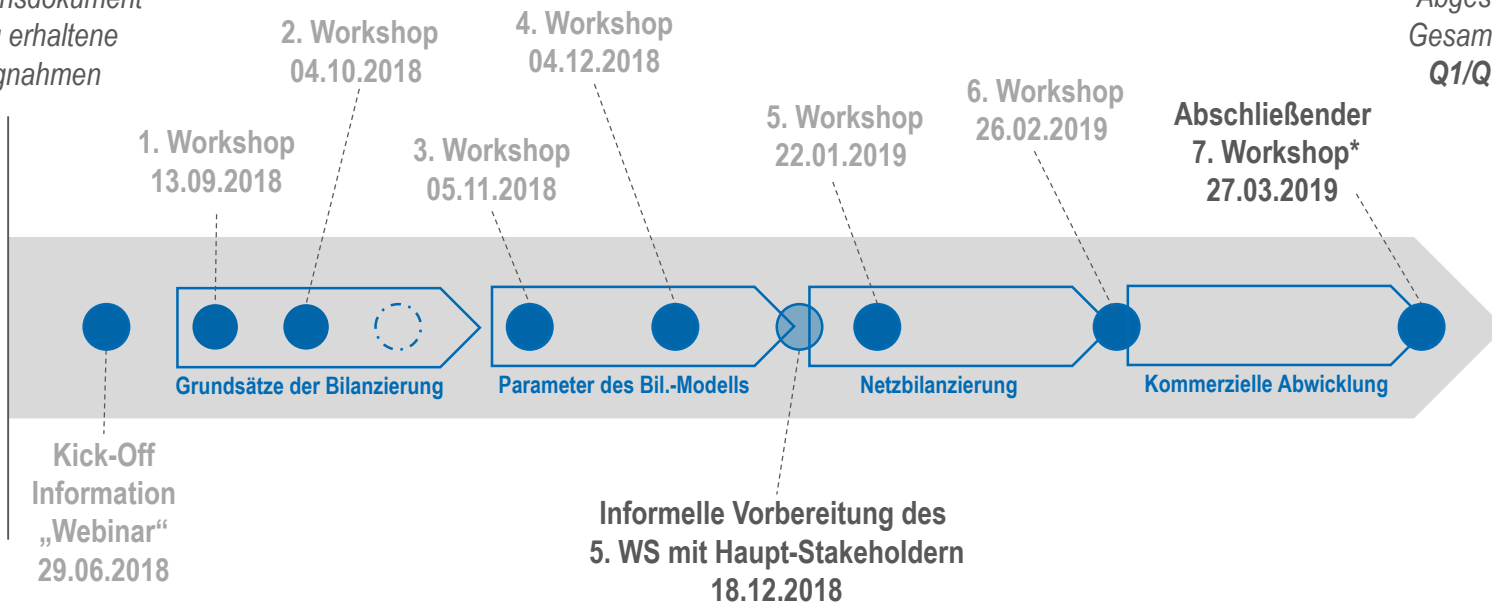 erhaltene
2. Workshop
04.10.2018
4. Workshop
04.12.2018
1. Workshop
13.09.2018
3. Workshop
05.11.2018
5. Workshop
22.01.2019
6. Workshop
26.02.2019
Abschließender
7. Workshop*
27.03.2019
Grundsätze der Bilanzierung
Parameter des Bil.-Modells
Netzbilanzierung
Kommerzielle Abwicklung
Kick-Off
Information
„Webinar“
29.06.2018
Informelle Vorbereitung des
5. WS mit Haupt-Stakeholdern
18.12.2018